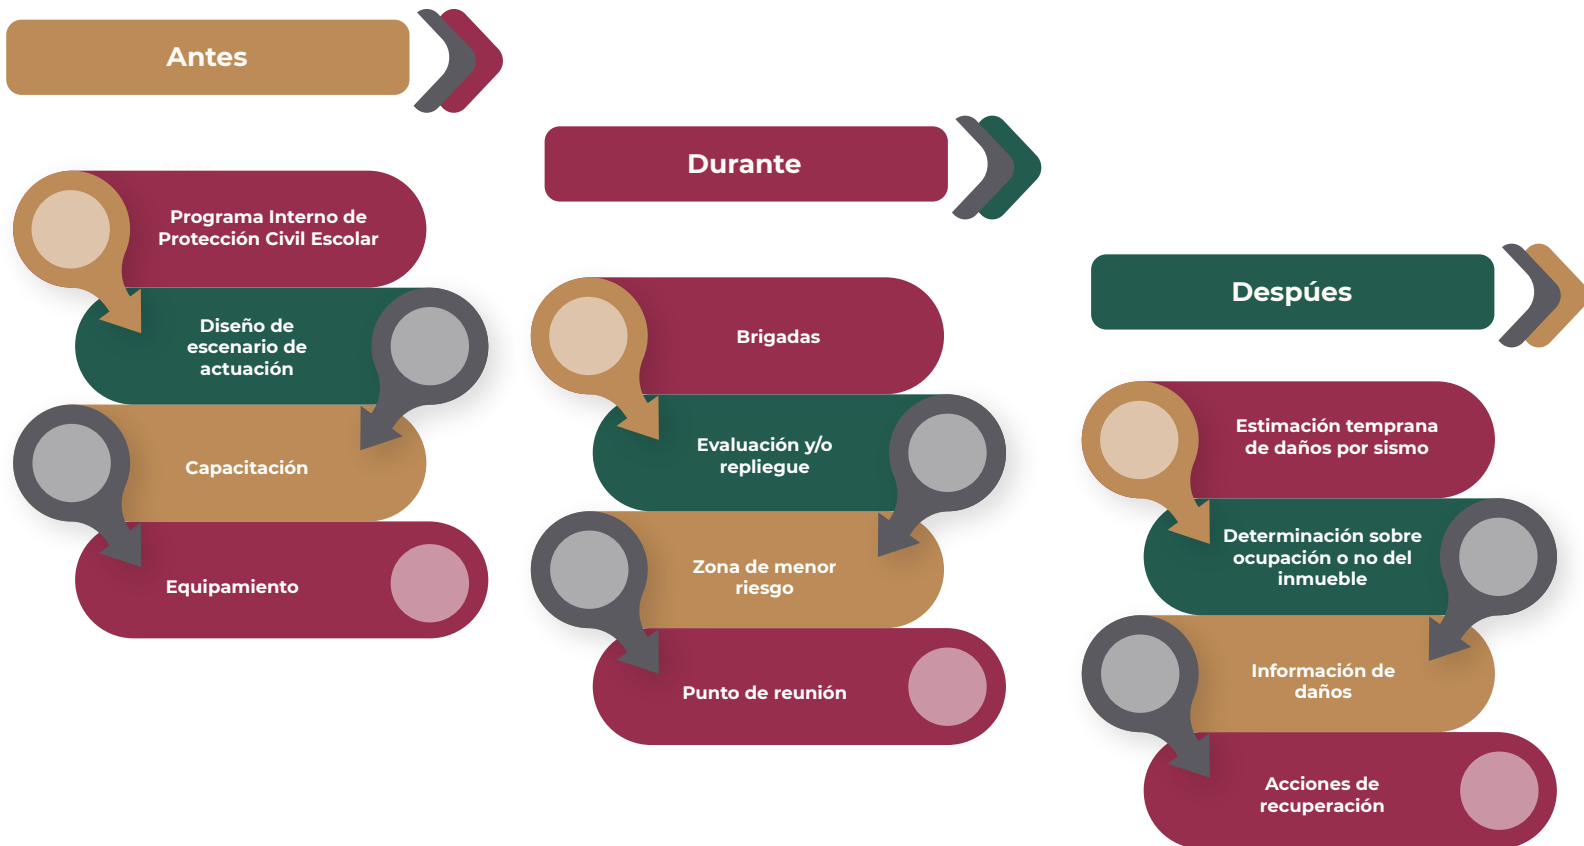 Antes
Programa Interno de
Protección Civil Escolar
Diseño de
escenario de
actuación
Capacitación
Equipamiento
Durante
Brigadas
Evaluación y/o
repliegue
Zona de menor
riesgo
Punto de reunión
Despúes
Estimación temprana
de daños por sismo
Determinación sobre
ocupación o no del
inmueble
Información de
daños
Acciones de
recuperación